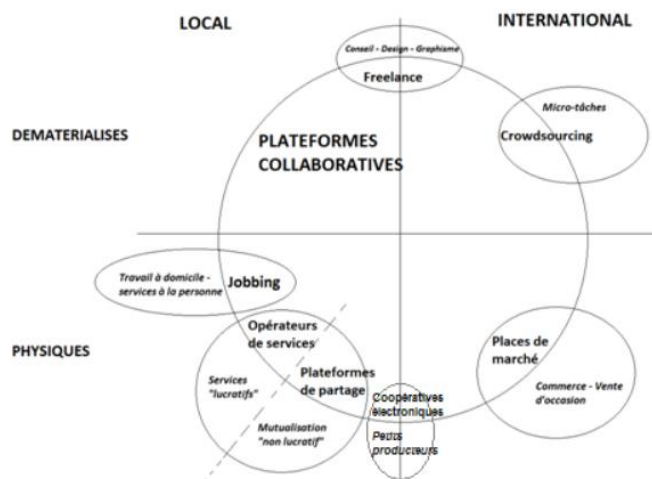 LOCAL
INTERNATIONAL
Conseil - Design - Graphisme
Freelance
Micro-tâches
Crowdsourcing
DEMATERIALISES
PLATEFORMES
COLLABORATIVES
Travail à domicile -
services à la personne
Jobbing
Opérateurs
de services
PHYSIQUES
Places de
marché
Services
"lucratifs"
Plateformes
de partage
Commerce - Vente
d'occasion
Coopératives
électroniques
Mutualisation
"non lucratif"
Petits
producteurs